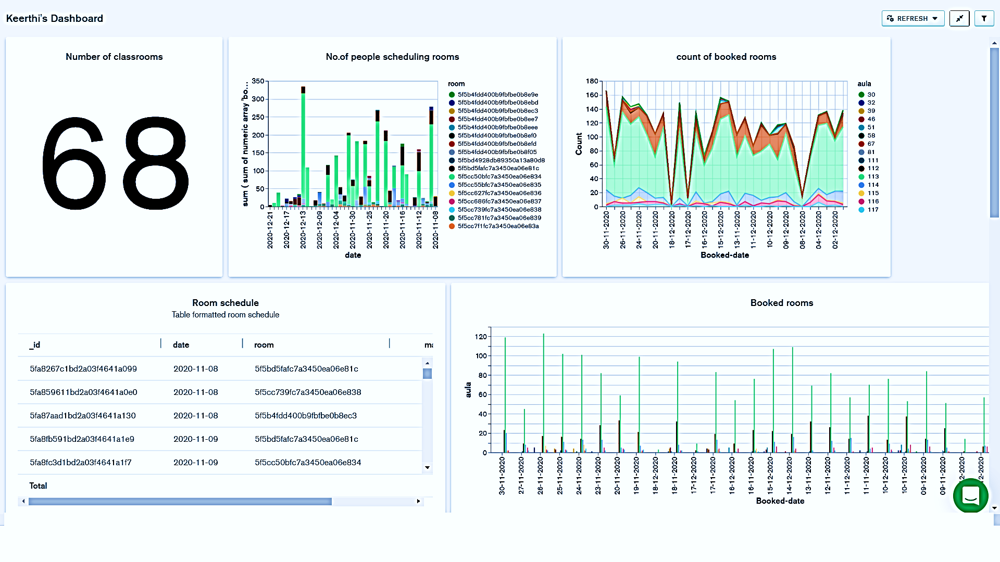 Keerthi's Dashboard
REFRESH
Number of classrooms
68
No.of people scheduling rooms
sum ( sum of numeric array 'bo...
350
300
250
200
150
100
50
0
2020-12-21
2020-12-17
2020-12-13
2020-12-09
2020-12-04
2020-11-30
2020-11-25
2020-11-20
2020-11-16
2020-11-12
2020-11-08
date
room
5f5b4fdd400b9fbfbe0b8e9e
5f5b4fdd400b9fbfbe0b8ebd
5f5b4fdd400b9fbfbe0b8ec3
5f5b4fdd400b9fbfbe0b8ee7
5f5b4fdd400b9fbfbe0b8eee
5f5b4fdd400b9fbfbe0b8ef0
5f5b4fdd400b9fbfbe0b8efd
5f5b4fdd400b9fbfbe0b8f05
5f5bd4928db89350a13a80d8
5f5bd5fafc7a3450ea06e81c
5f5cc50bfc7a3450ea06e834
5f5cc55bfc7a3450ea06e835
5f5cc627fc7a3450ea06e836
5f5cc686fc7a3450ea06e837
5f5cc739fc7a3450ea06e838
5f5cc781fc7a3450ea06e839
5f5cc7f1fc7a3450ea06e83a
count of booked rooms
Count
180
160
140
120
100
80
60
40
20
0
30-11-2020
26-11-2020
24-11-2020
20-11-2020
18-12-2020
17-12-2020
16-12-2020
15-12-2020
13-11-2020
11-12-2020
10-12-2020
09-12-2020
08-12-2020
04-12-2020
02-12-2020
Booked-date
aula
30
32
39
46
51
58
67
81
111
112
113
114
115
116
117
Room schedule
Table formatted room schedule
_id date room ma
5fa8267c1bd2a03f4641a099 2020-11-08 5f5bd5fafc7a3450ea06e81c
5fa859611bd2a03f4641a0e0 2020-11-08 5f5cc739fc7a3450ea06e838
5fa87aad1bd2a03f4641a130 2020-11-08 5f5b4fdd400b9fbfbe0b8ec3
5fa8fb591bd2a03f4641a1e9 2020-11-09 5f5bd5fafc7a3450ea06e81c
5fa8fc3d1bd2a03f4641a1f7 2020-11-09 5f5cc50bfc7a3450ea06e834
Total
Booked rooms
aula
120
100
80
60
40
20
0
30-11-2020
27-11-2020
26-11-2020
25-11-2020
24-11-2020
23-11-2020
20-11-2020
19-11-2020
18-12-2020
18-11-2020
17-12-2020
17-11-2020
16-12-2020
16-11-2020
15-12-2020
14-12-2020
13-11-2020
12-11-2020
11-12-2020
11-11-2020
10-12-2020
10-11-2020
09-12-2020
09-11-2020
2-2020
2-2020
Booked-date